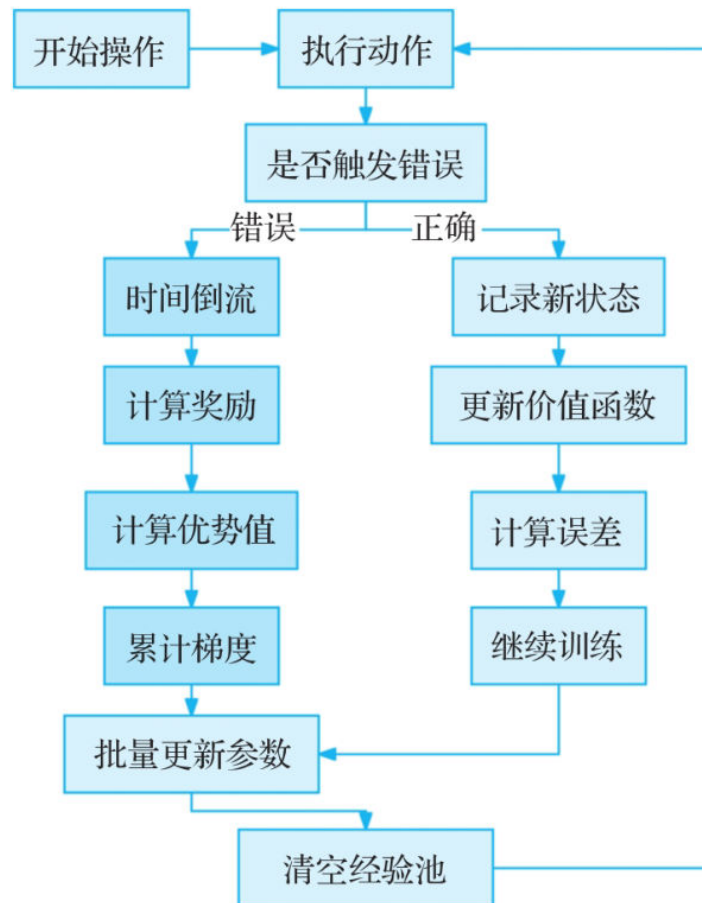 开始操作
执行动作
是否触发错误
错误
正确
时间倒流
记录新状态
计算奖励
更新价值函数
计算优势值
计算误差
累计梯度
继续训练
批量更新参数
清空经验池